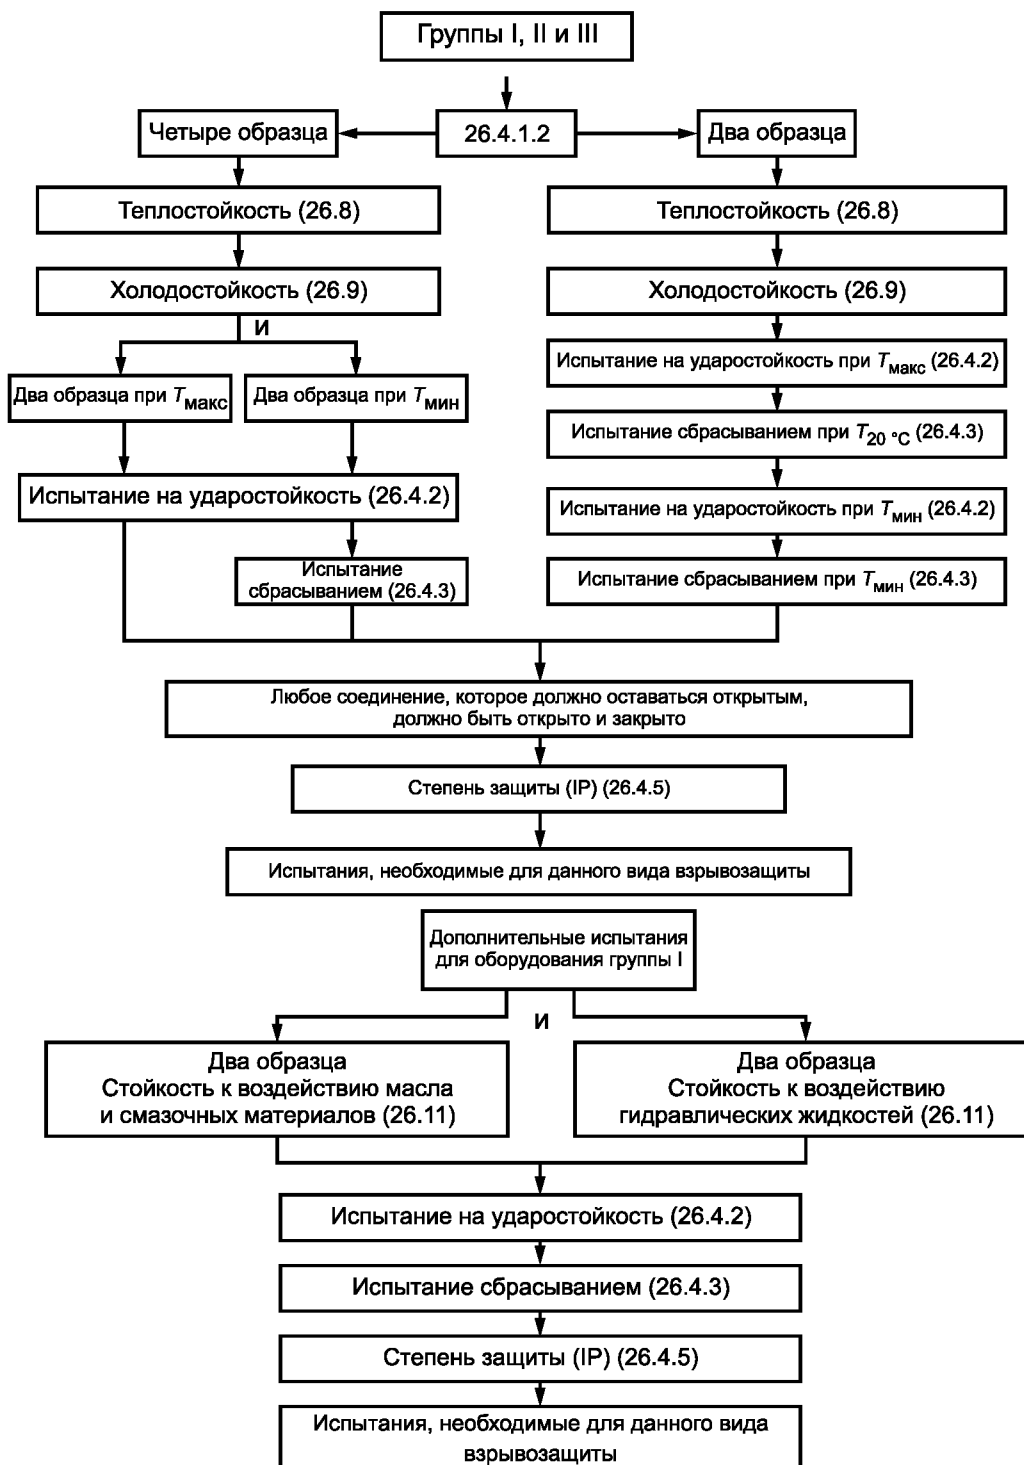 Группы I, II и III
Четыре образца
26.4.1.2
Два образца
Теплостойкость (26.8)
Теплостойкость (26.8)
Холодостойкость (26.9)
Холодостойкость (26.9)
И
Испытание на ударостойкость при Tмакс (26.4.2)
Два образца при Tмакс
Два образца при Tмин
Испытание сбрасыванием при T20 °C (26.4.3)
Испытание на ударостойкость (26.4.2)
Испытание на ударостойкость при Tмин (26.4.2)
Испытание
сбрасыванием (26.4.3)
Испытание сбрасыванием при Tмин (26.4.3)
Любое соединение, которое должно оставаться открытым,
должно быть открыто и закрыто
Степень защиты (IP) (26.4.5)
Испытания, необходимые для данного вида взрывозащиты
Дополнительные испытания
для оборудования группы I
И
Два образца
Стойкость к воздействию масла
и смазочных материалов (26.11)
Два образца
Стойкость к воздействию
гидравлических жидкостей (26.11)
Испытание на ударостойкость (26.4.2)
Испытание сбрасыванием (26.4.3)
Степень защиты (IP) (26.4.5)
Испытания, необходимые для данного вида
взрывозащиты